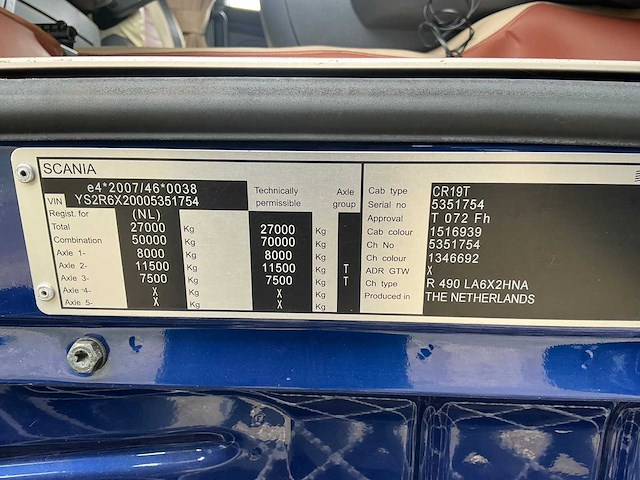 SCANIA
e4*2007/46*0038
VIN YS2R6X20005351754
Technically permissible
Axle group
Regist. for (NL)
Total 27000 Kg 27000 Kg
Combination 50000 Kg 70000 Kg
Axle 1- 8000 Kg 8000 Kg
Axle 2- 11500 Kg 11500 Kg T
Axle 3- 7500 Kg 7500 Kg T
Axle -4- X Kg X Kg
Axle 5- X Kg X Kg
Cab type CR19T
Serial no 5351754
Approval T 072 Fh
Cab colour 1516939
Ch No 5351754
Ch colour 1346692
ADR GTW X
Ch type R 490 LA6X2HNA
Produced in THE NETHERLANDS